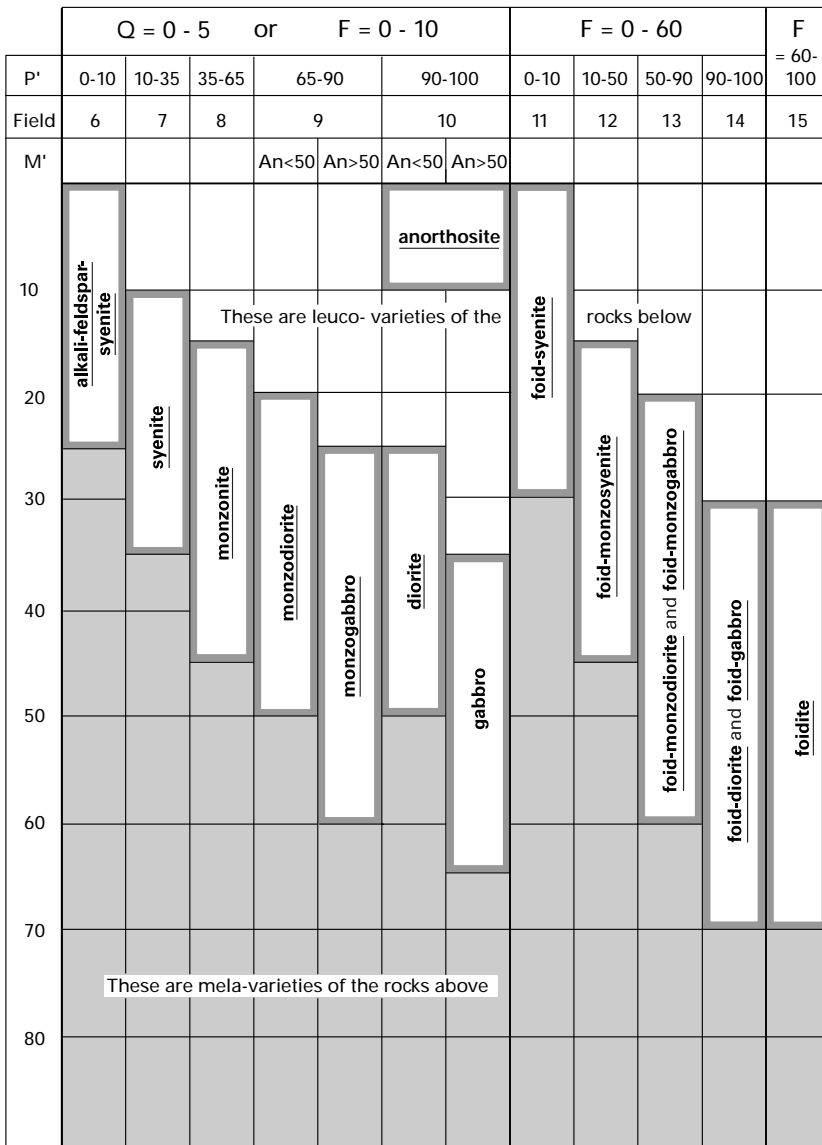 Q = 0 - 5 or F = 0 - 10 F = 0 - 60 F = 60-100
P' 0-10 10-35 35-65 65-90 90-100 0-10 10-50 50-90 90-100
Field 6 7 8 9 10 11 12 13 14 15
M' An<50 An>50 An<50 An>50
anorthosite
10
These are leuco- varieties of the rocks below
alkali-feldspar-
syenite
syenite
monzonite
monzodiorite
monzogabbro
diorite
gabbro
foid-syenite
foid-monzosyenite
foid-monzodiorite and foid-monzogabbro
foid-diorite and foid-gabbro
foidite
20
30
40
50
60
70
These are mela-varieties of the rocks above
80